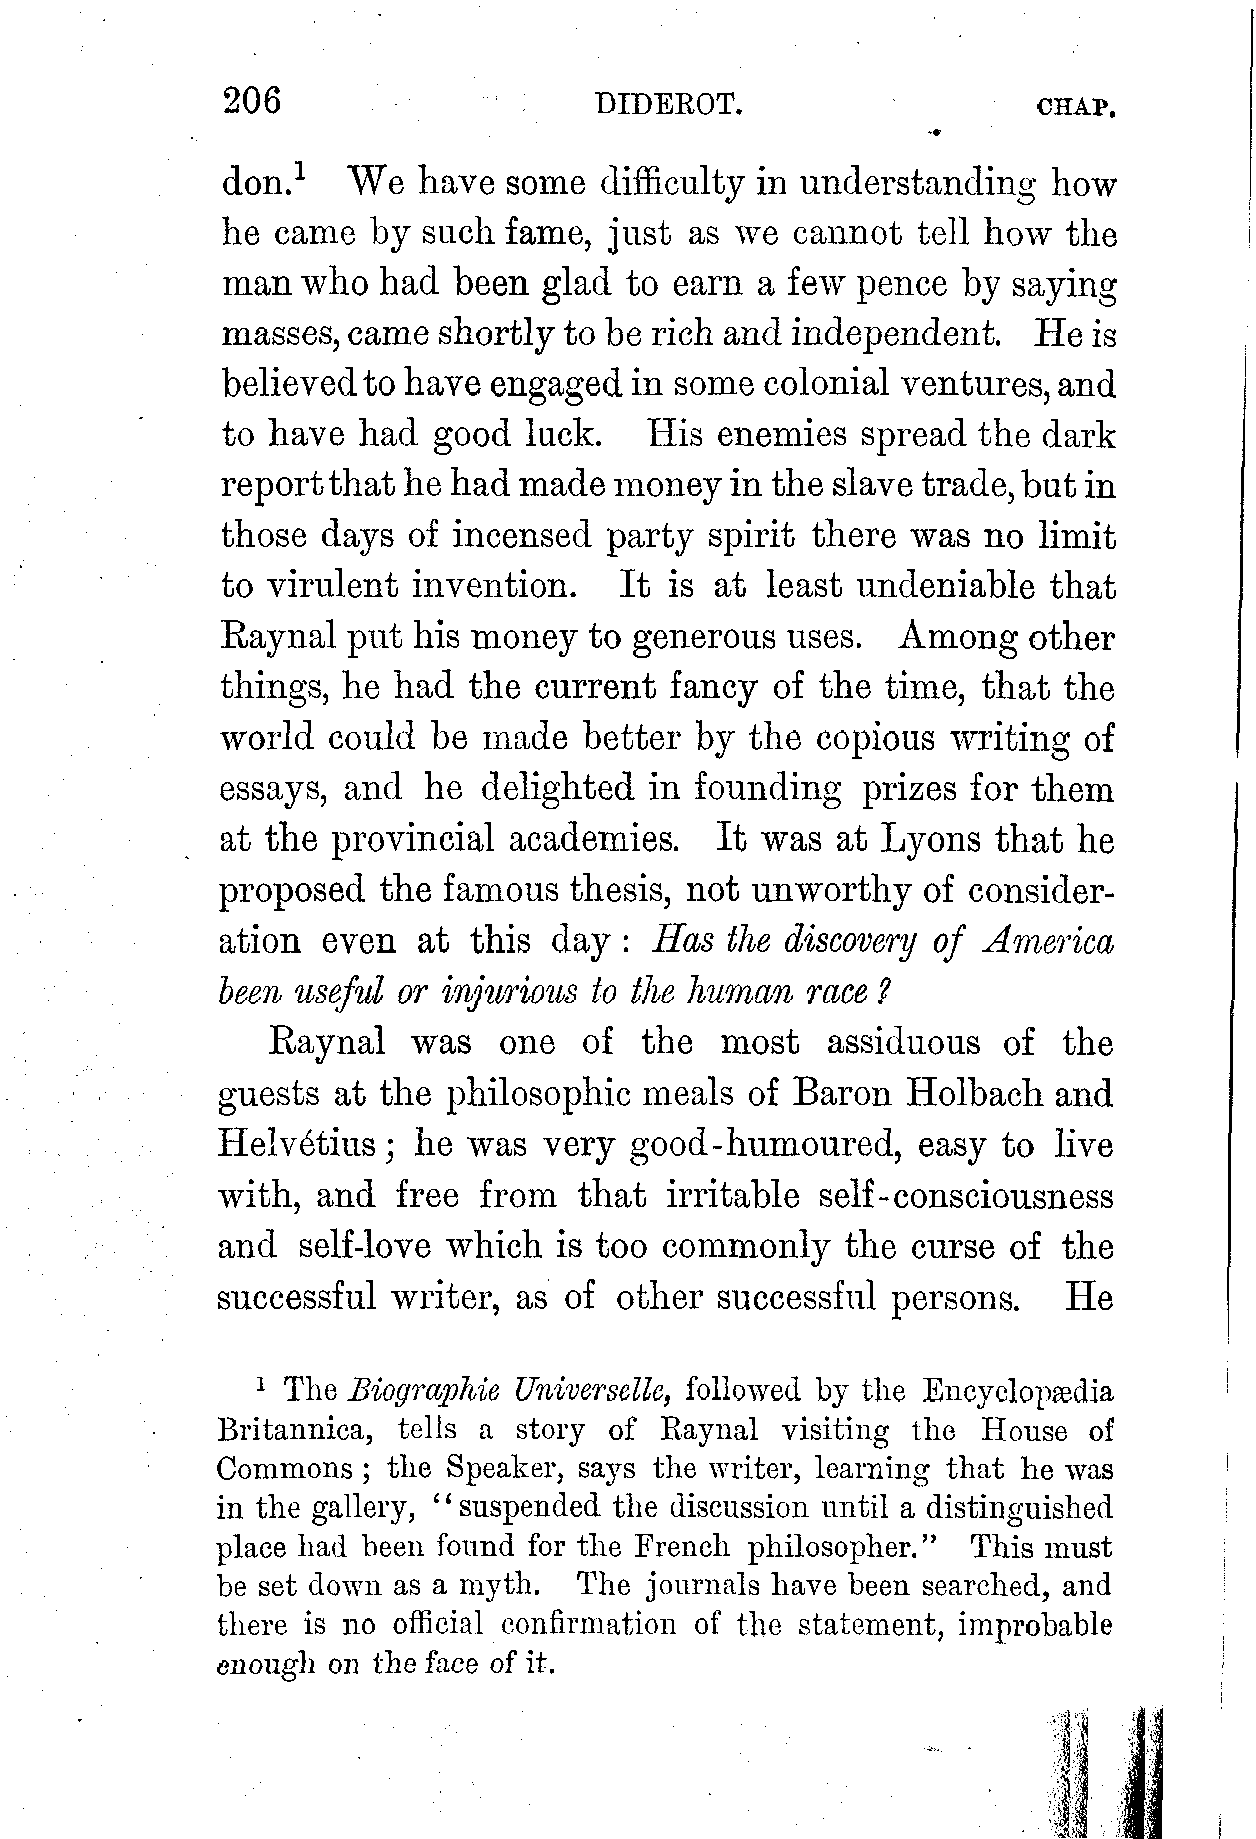 206 DIDEROT. CHAP.
don.¹ We have some difficulty in understanding how
he came by such fame, just as we cannot tell how the
man who had been glad to earn a few pence by saying
masses, came shortly to be rich and independent. He is
believed to have engaged in some colonial ventures, and
to have had good luck. His enemies spread the dark
report that he had made money in the slave trade, but in
those days of incensed party spirit there was no limit
to virulent invention. It is at least undeniable that
Raynal put his money to generous uses. Among other
things, he had the current fancy of the time, that the
world could be made better by the copious writing of
essays, and he delighted in founding prizes for them
at the provincial academies. It was at Lyons that he
proposed the famous thesis, not unworthy of consider-
ation even at this day : Has the discovery of America
been useful or injurious to the human race ?
Raynal was one of the most assiduous of the
guests at the philosophic meals of Baron Holbach and
Helvétius ; he was very good-humoured, easy to live
with, and free from that irritable self-consciousness
and self-love which is too commonly the curse of the
successful writer, as of other successful persons. He
¹ The Biographie Universelle, followed by the Encyclopædia
Britannica, tells a story of Raynal visiting the House of
Commons ; the Speaker, says the writer, learning that he was
in the gallery, "suspended the discussion until a distinguished
place had been found for the French philosopher." This must
be set down as a myth. The journals have been searched, and
there is no official confirmation of the statement, improbable
enough on the face of it.